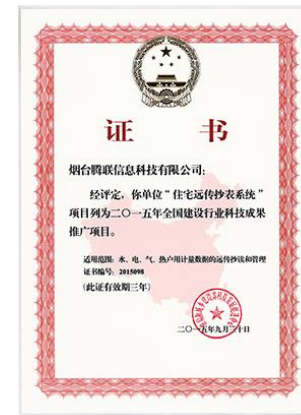 证 书
烟台腾联信息科技有限公司：
经评定，你单位“住宅远传抄表系统”
项目列为二〇一五年全国建设行业科技成果
推广项目。
适用范围：水、电、气、热户用计量数据的远传抄读和管理
证书编号：2015098
（此证有效期三年）
二〇一五年九月二十日